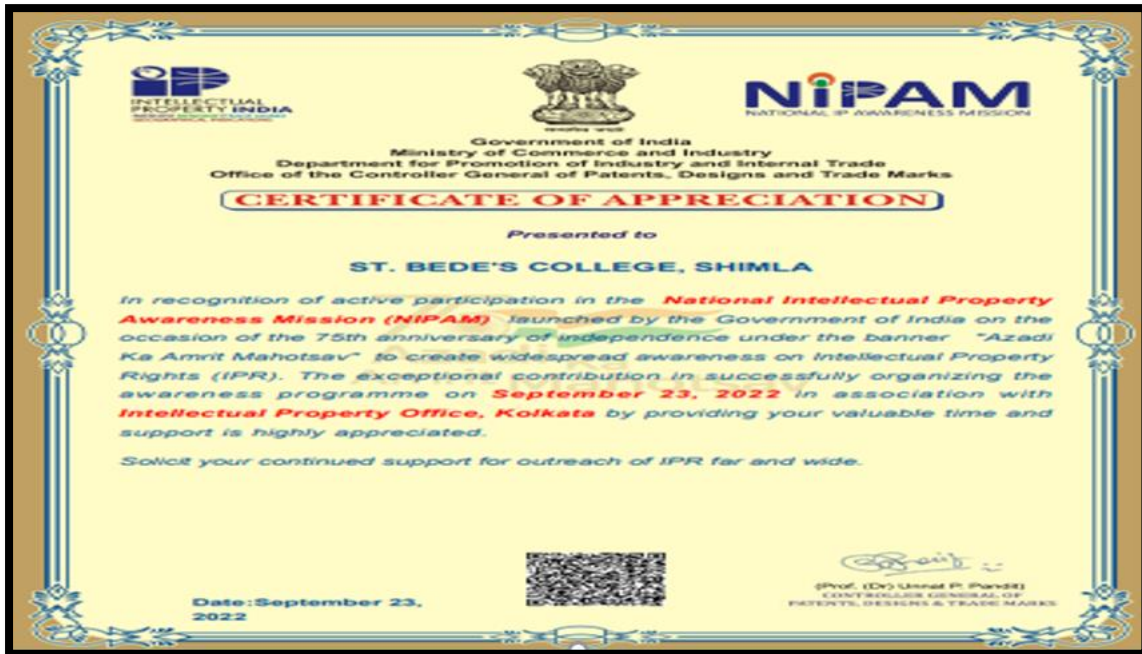 INTELLECTUAL
PROPERTY INDIA
GEOGRAPHICAL INDICATIONS
NIPAM
NATIONAL IP AWARENESS MISSION
Government of India
Ministry of Commerce and Industry
Department for Promotion of Industry and Internal Trade
Office of the Controller General of Patents, Designs and Trade Marks
CERTIFICATE OF APPRECIATION
Presented to
ST. BEDE'S COLLEGE, SHIMLA
In recognition of active participation in the National Intellectual Property
Awareness Mission (NIPAM) launched by the Government of India on the
occasion of the 75th anniversary of independence under the banner "Azadi
Ka Amrit Mahotsav" to create widespread awareness on Intellectual Property
Rights (IPR). The exceptional contribution in successfully organizing the
awareness programme on September 23, 2022 in association with
Intellectual Property Office, Kolkata by providing your valuable time and
support is highly appreciated.
Solicit your continued support for outreach of IPR far and wide.
Azadi
Ka
Amrit Mahotsav
(Prof. (Dr) Unnat P. Pandit)
CONTROLLER GENERAL OF
PATENTS, DESIGNS & TRADE MARKS
Date:September 23,
2022